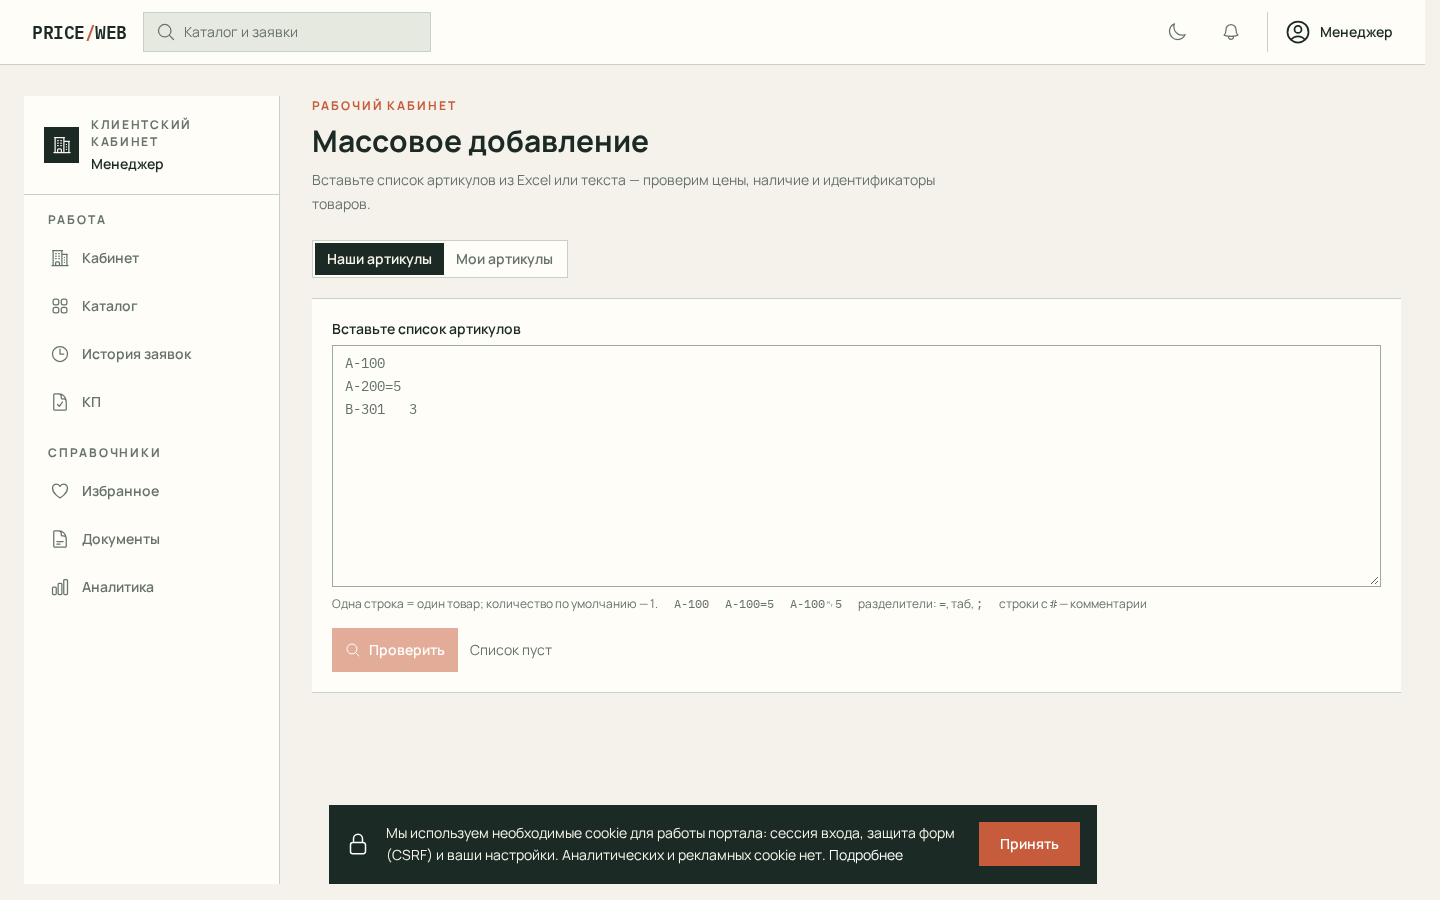 PRICE/WEB
Каталог и заявки
Менеджер
КЛИЕНТСКИЙ
КАБИНЕТ
Менеджер
РАБОТА
Кабинет
Каталог
История заявок
КП
СПРАВОЧНИКИ
Избранное
Документы
Аналитика
РАБОЧИЙ КАБИНЕТ
Массовое добавление
Вставьте список артикулов из Excel или текста — проверим цены, наличие и идентификаторы
товаров.
Наши артикулы Мои артикулы
Вставьте список артикулов
A-100
A-200=5
B-301 3
Одна строка = один товар; количество по умолчанию — 1. A-100 A-100=5 A-100 5 разделители: =, таб, ; строки с # — комментарии
Проверить Список пуст
Мы используем необходимые cookie для работы портала: сессия входа, защита форм
(CSRF) и ваши настройки. Аналитических и рекламных cookie нет. Подробнее
Принять